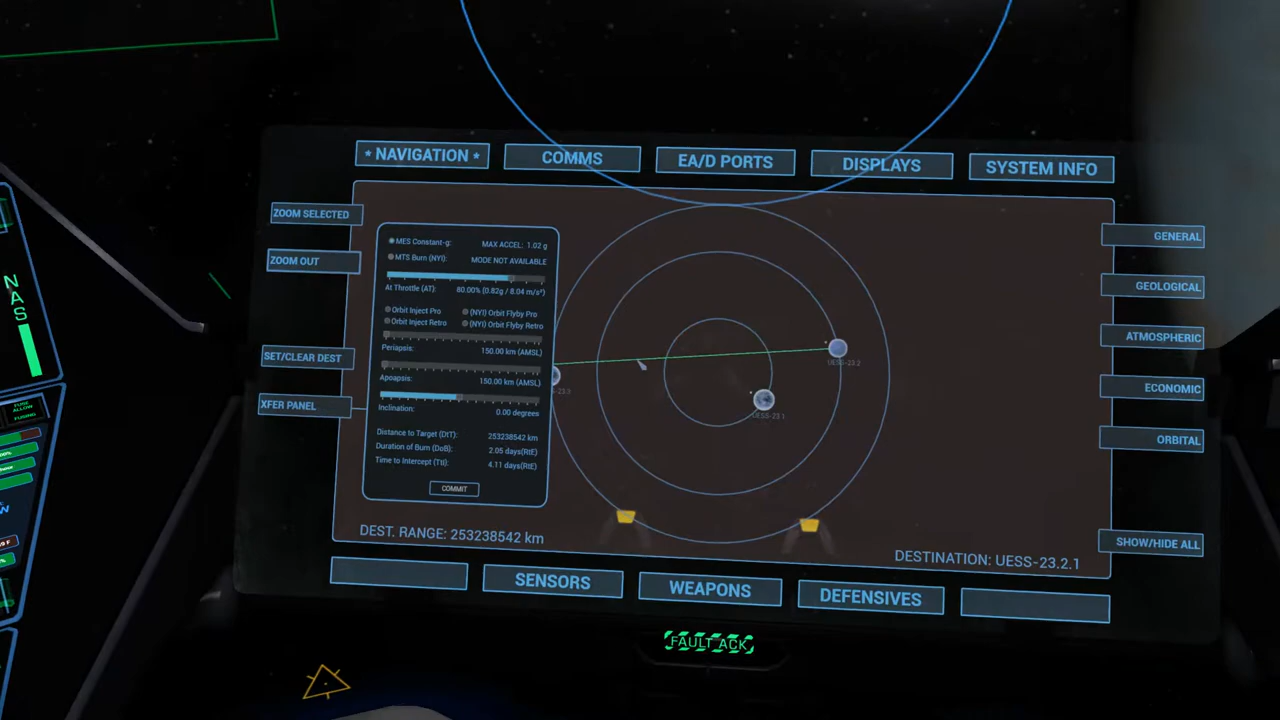 * NAVIGATION *
COMMS
EA/D PORTS
DISPLAYS
SYSTEM INFO
ZOOM SELECTED
ZOOM OUT
SET/CLEAR DEST
XFER PANEL
MES Constant-g: MAX ACCEL: 1.02 g
MTS Burn (NYI): MODE NOT AVAILABLE
At Throttle (AT): 80.00% (0.82g / 8.04 m/s²)
Orbit Inject Pro (NYI) Orbit Flyby Pro
Orbit Inject Retro (NYI) Orbit Flyby Retro
Periapsis: 150.00 km (AMSL)
Apoapsis: 150.00 km (AMSL)
Inclination: 0.00 degrees
Distance to Target (DtT): 253238542 km
Duration of Burn (DoB): 2.05 days(RtE)
Time to Intercept (TtI): 4.11 days(RtE)
COMMIT
UESS-23.2
UESS-23.1
GENERAL
GEOLOGICAL
ATMOSPHERIC
ECONOMIC
ORBITAL
SHOW/HIDE ALL
DEST. RANGE: 253238542 km
DESTINATION: UESS-23.2.1
SENSORS
WEAPONS
DEFENSIVES
FAULT ACK
NAS